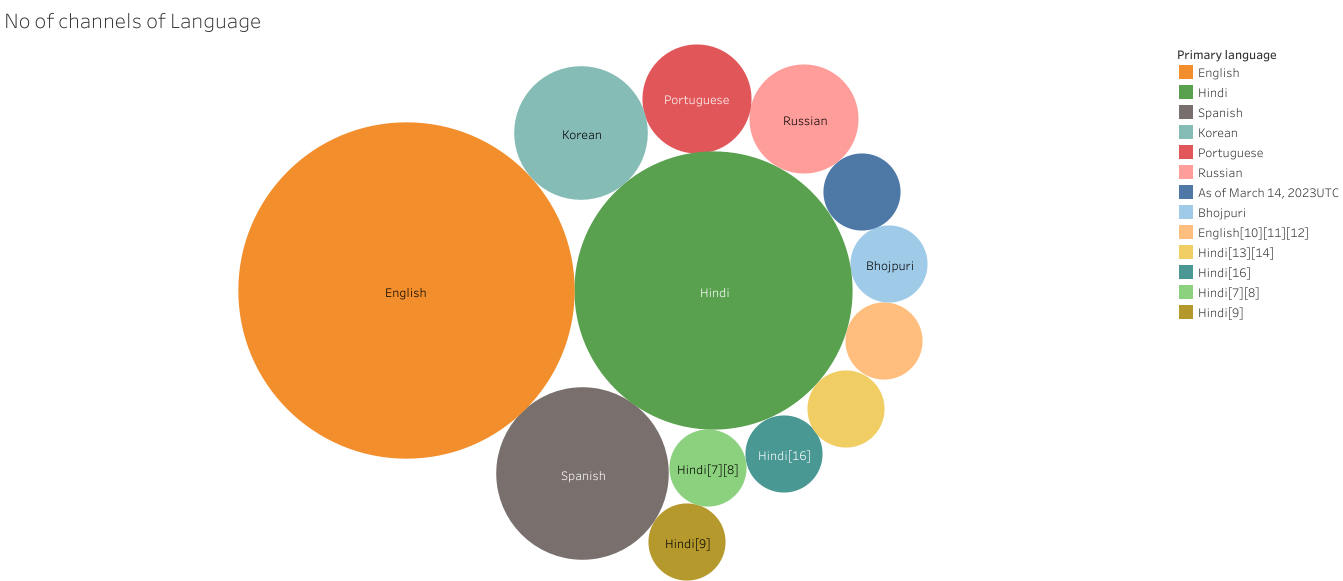 No of channels of Language
Primary language
English
Hindi
Spanish
Korean
Portuguese
Russian
As of March 14, 2023UTC
Bhojpuri
English[10][11][12]
Hindi[13][14]
Hindi[16]
Hindi[7][8]
Hindi[9]
Portuguese
Russian
Korean
Bhojpuri
English
Hindi
Hindi[16]
Hindi[7][8]
Spanish
Hindi[9]